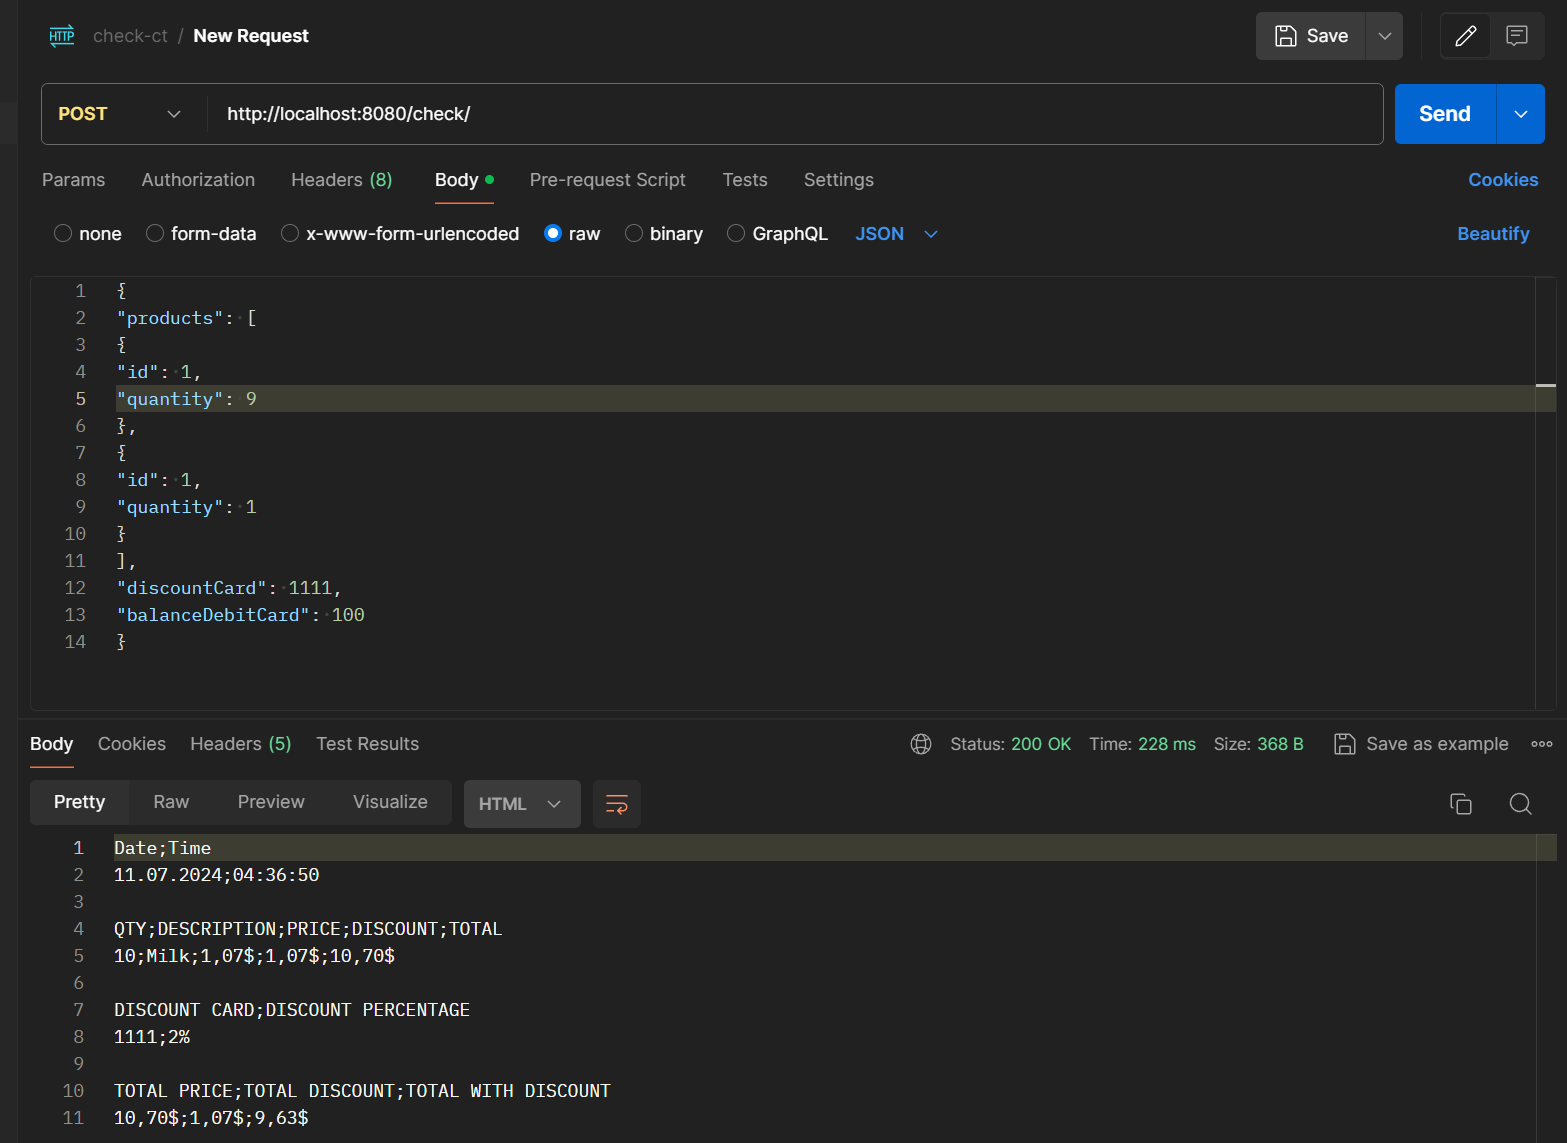 HTTP check-ct / New Request Save
POST http://localhost:8080/check/ Send
Params Authorization Headers (8) Body Pre-request Script Tests Settings Cookies
none form-data x-www-form-urlencoded raw binary GraphQL JSON Beautify
1 {
2 "products": [
3 {
4 "id": 1,
5 "quantity": 9
6 },
7 {
8 "id": 1,
9 "quantity": 1
10 }
11 ],
12 "discountCard": 1111,
13 "balanceDebitCard": 100
14 }
Body Cookies Headers (5) Test Results Status: 200 OK Time: 228 ms Size: 368 B Save as example
Pretty Raw Preview Visualize HTML
1 Date;Time
2 11.07.2024;04:36:50
3
4 QTY;DESCRIPTION;PRICE;DISCOUNT;TOTAL
5 10;Milk;1,07$;1,07$;10,70$
6
7 DISCOUNT CARD;DISCOUNT PERCENTAGE
8 1111;2%
9
10 TOTAL PRICE;TOTAL DISCOUNT;TOTAL WITH DISCOUNT
11 10,70$;1,07$;9,63$